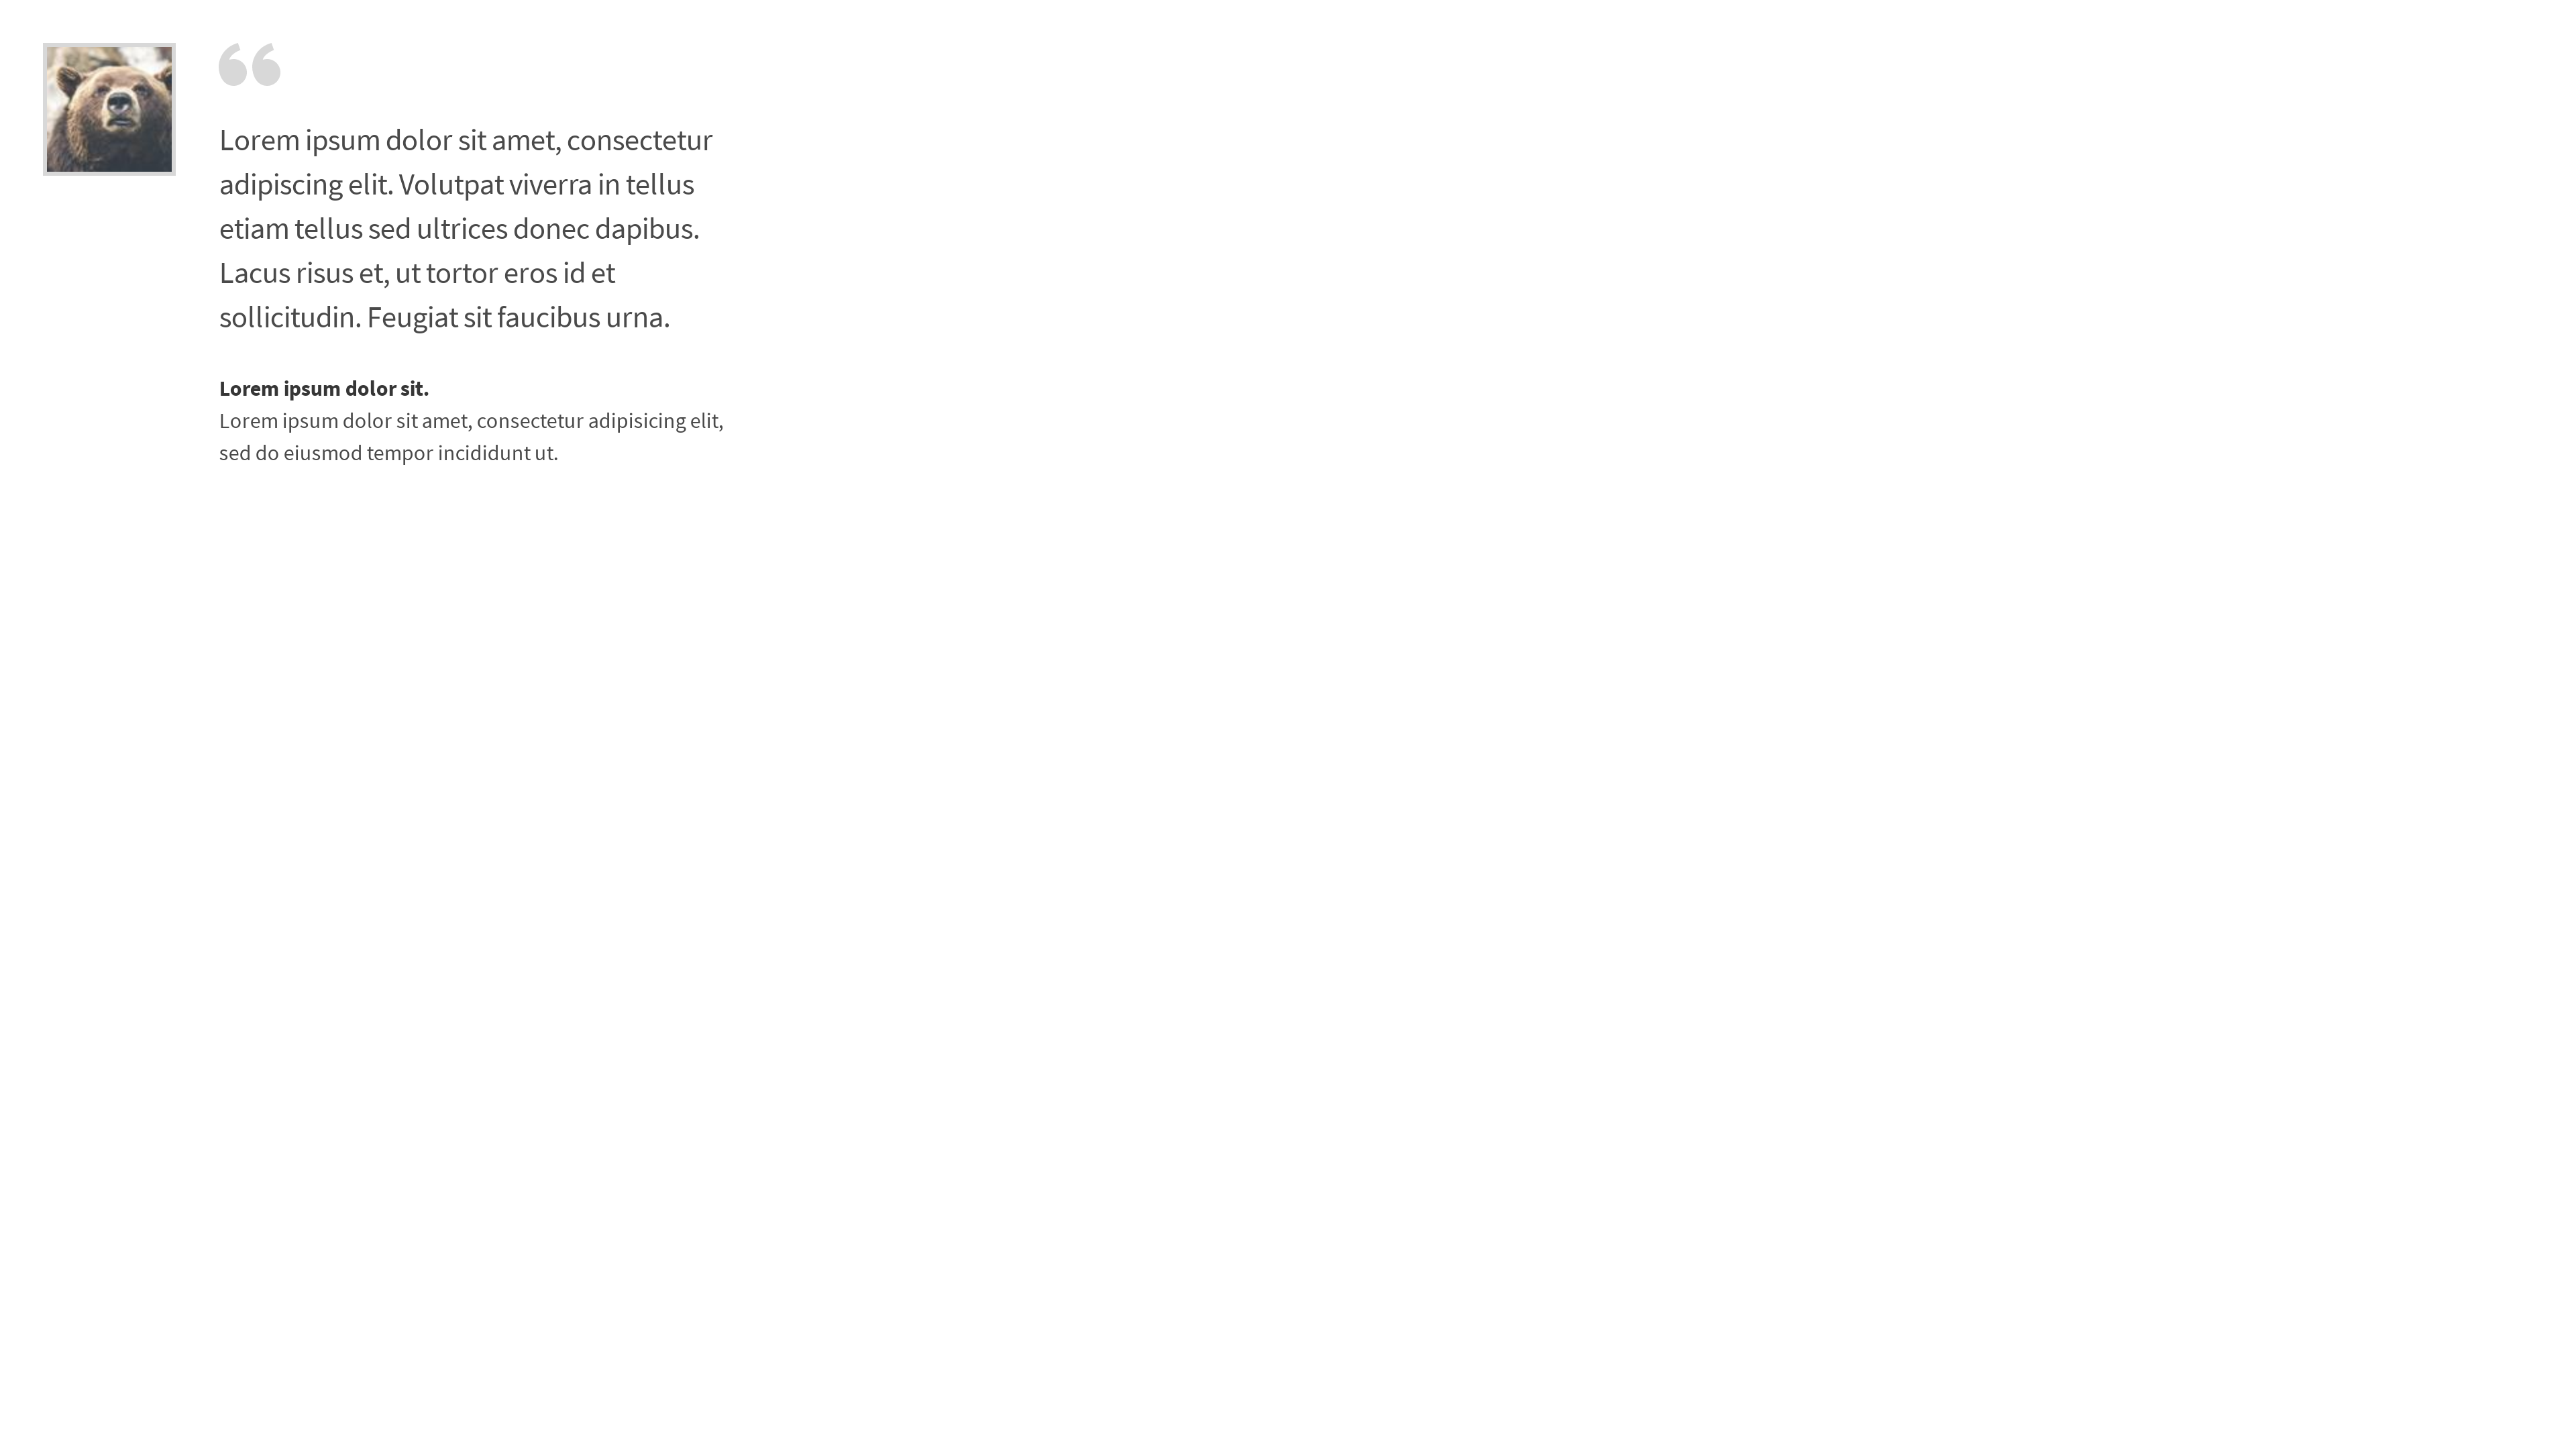 “
Lorem ipsum dolor sit amet, consectetur
adipiscing elit. Volutpat viverra in tellus
etiam tellus sed ultrices donec dapibus.
Lacus risus et, ut tortor eros id et
sollicitudin. Feugiat sit faucibus urna.
Lorem ipsum dolor sit.
Lorem ipsum dolor sit amet, consectetur adipisicing elit,
sed do eiusmod tempor incididunt ut.